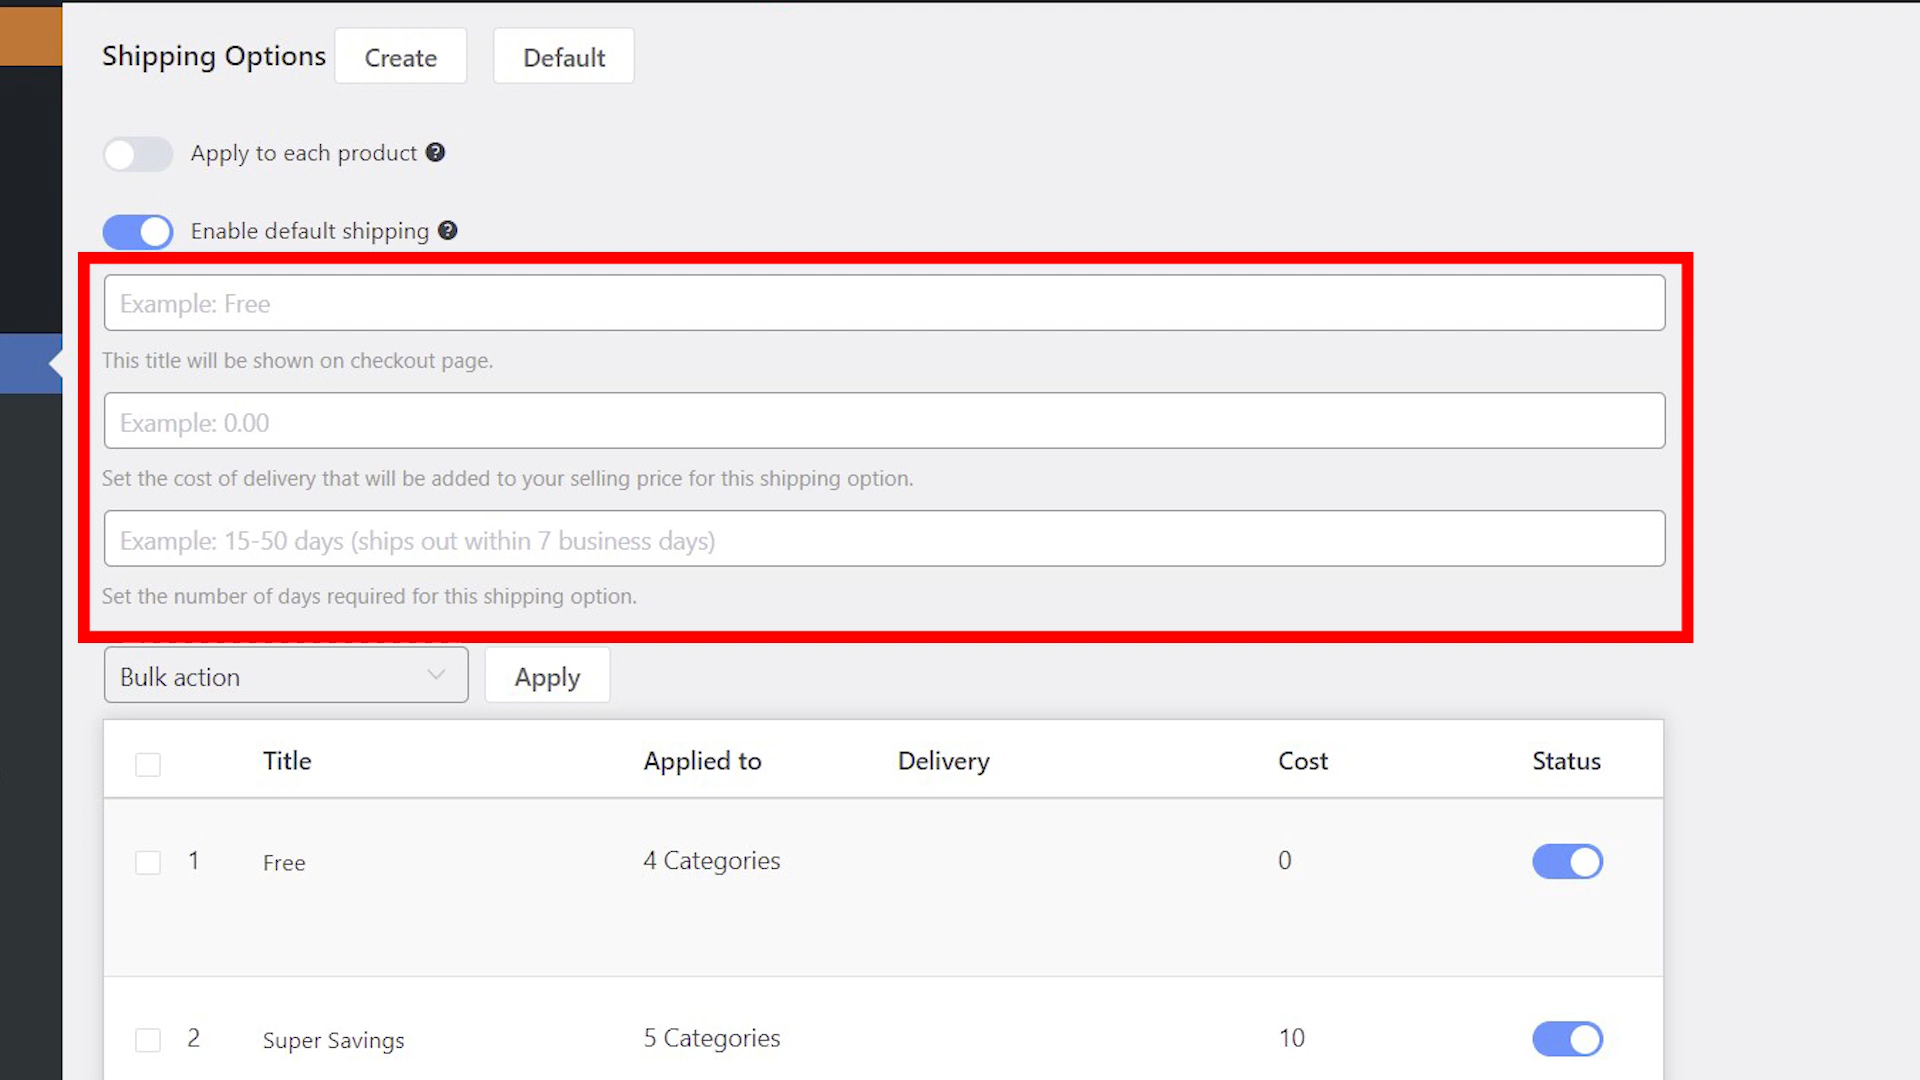 Shipping Options Create Default
Apply to each product
Enable default shipping
Example: Free
This title will be shown on checkout page.
Example: 0.00
Set the cost of delivery that will be added to your selling price for this shipping option.
Example: 15-50 days (ships out within 7 business days)
Set the number of days required for this shipping option.
Bulk action Apply
Title Applied to Delivery Cost Status
1 Free 4 Categories 0
2 Super Savings 5 Categories 10